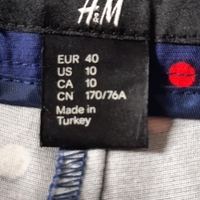 H&M
EUR 40
US 10
CA 10
CN 170/76A
Made in
Turkey